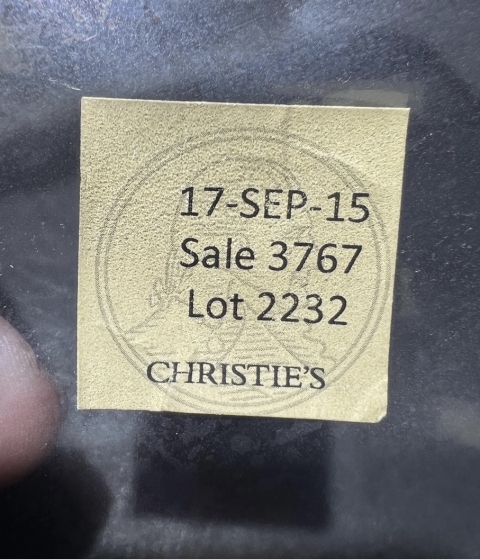 17-SEP-15
Sale 3767
Lot 2232
CHRISTIE'S